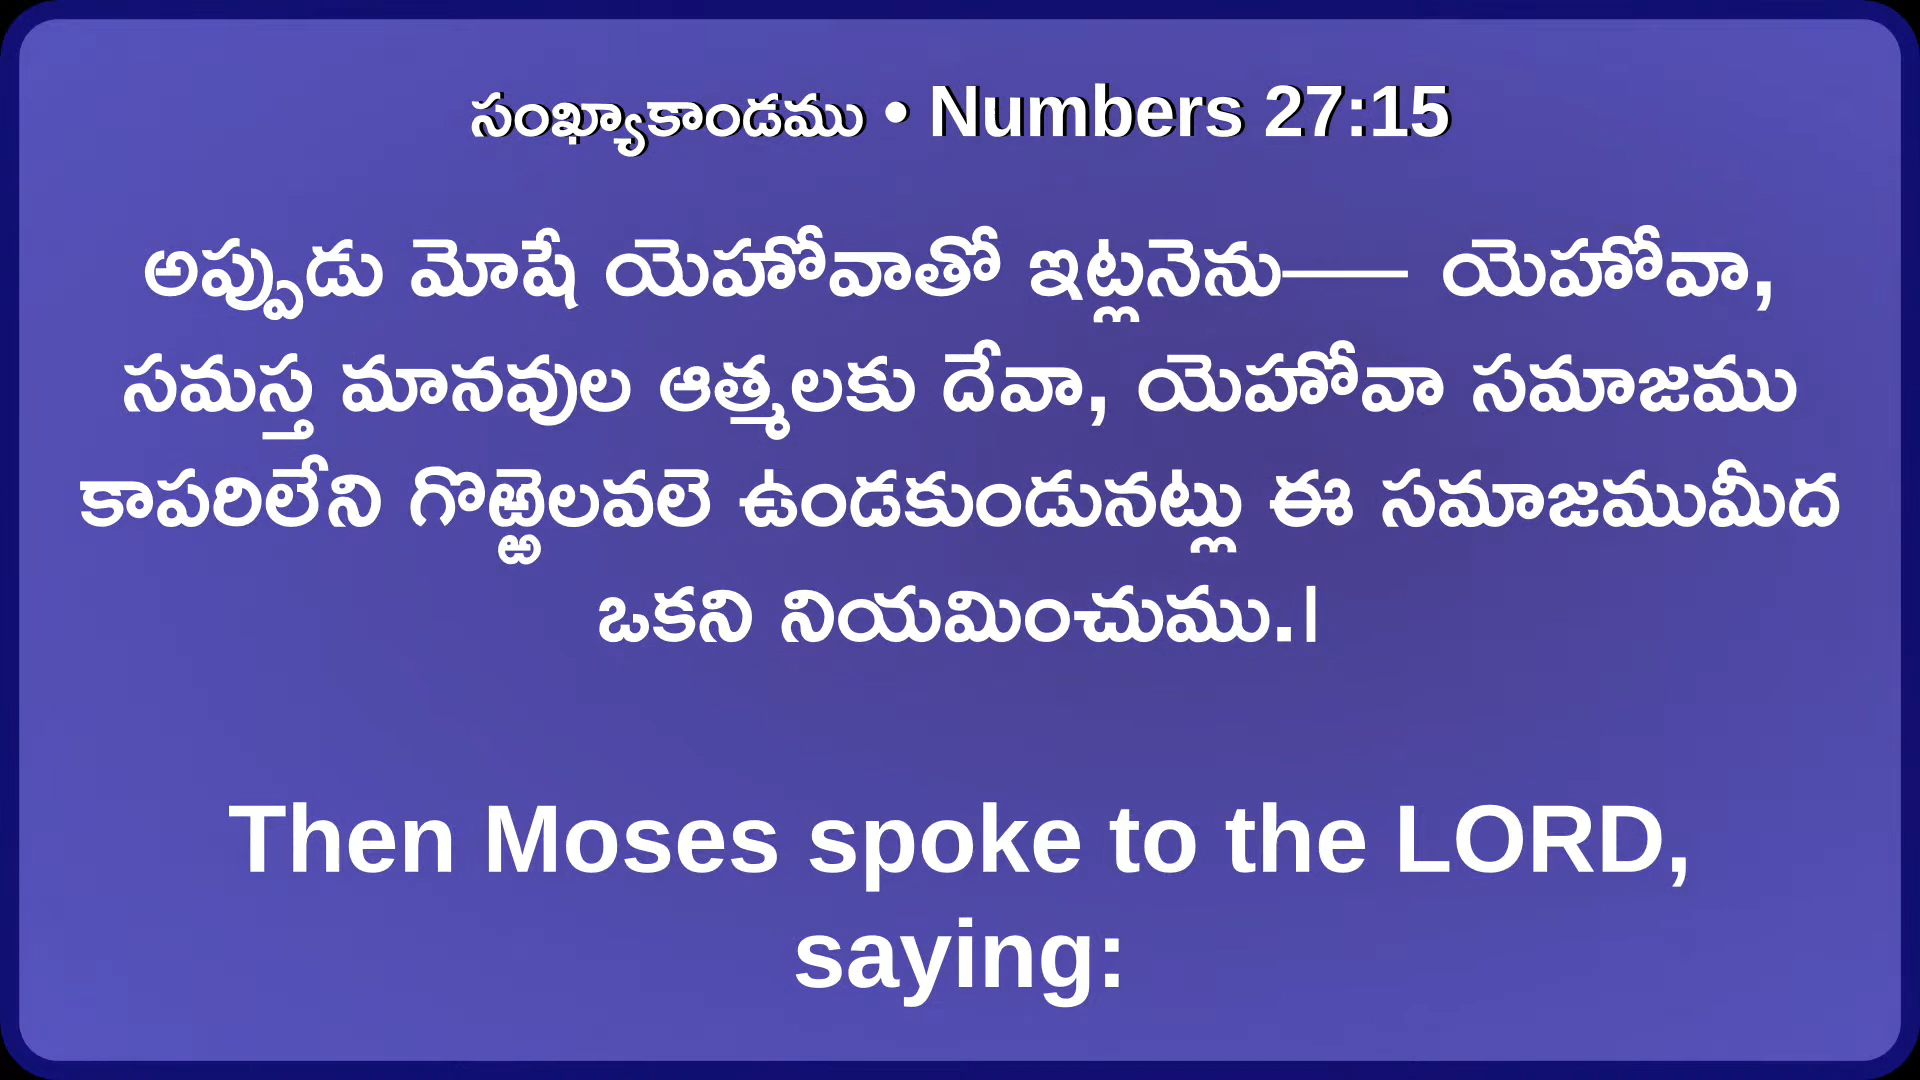 సంఖ్యాకాండము • Numbers 27:15
అప్పుడు మోషే యెహోవాతో ఇట్లనెను–– యెహోవా,
సమస్త మానవుల ఆత్మలకు దేవా, యెహోవా సమాజము
కాపరిలేని గొఱ్ఱెలవలె ఉండకుండునట్లు ఈ సమాజముమీద
ఒకని నియమించుము.|
Then Moses spoke to the LORD,
saying: